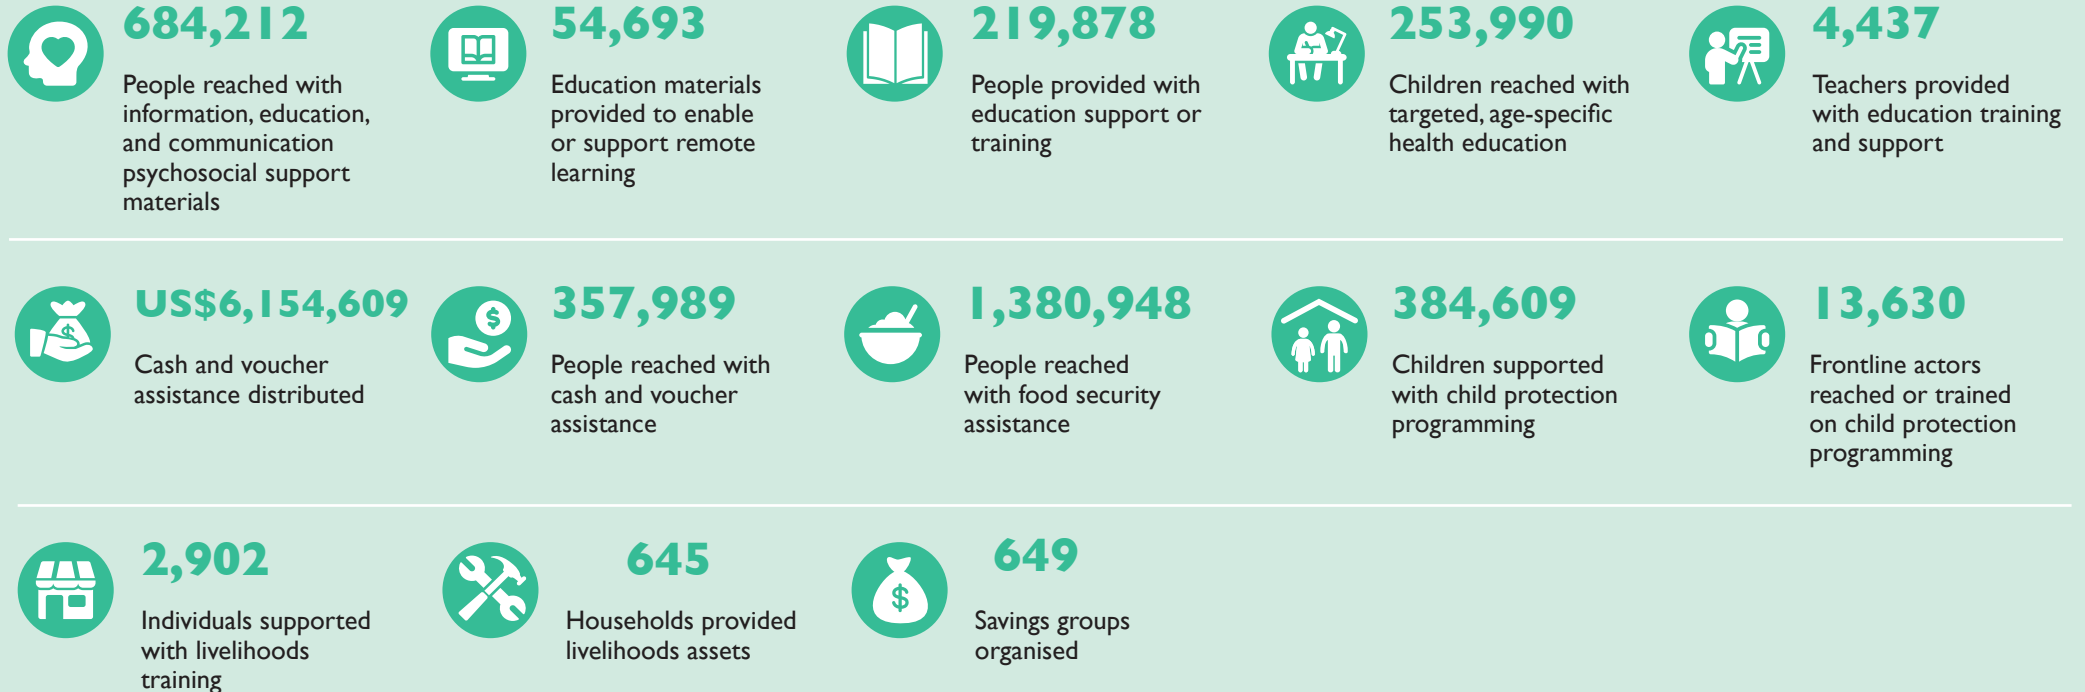 684,212
People reached with
information, education,
and communication
psychosocial support
materials
54,693
Education materials
provided to enable
or support remote
learning
219,878
People provided with
education support or
training
253,990
Children reached with
targeted, age-specific
health education
4,437
Teachers provided
with education training
and support
US$6,154,609
Cash and voucher
assistance distributed
357,989
People reached with
cash and voucher
assistance
1,380,948
People reached
with food security
assistance
384,609
Children supported
with child protection
programming
13,630
Frontline actors
reached or trained
on child protection
programming
2,902
Individuals supported
with livelihoods
training
645
Households provided
livelihoods assets
649
Savings groups
organised